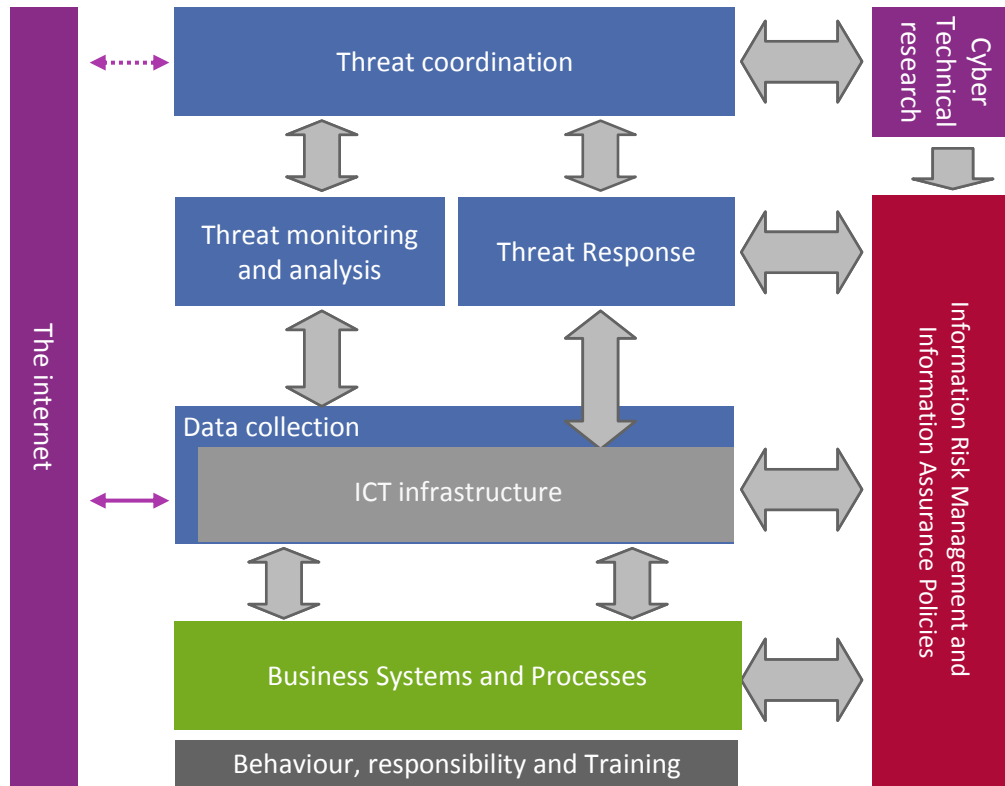 The internet
Threat coordination
Cyber
Technical
research
Threat monitoring
and analysis
Threat Response
Data collection
ICT infrastructure
Information Risk Management and
Information Assurance Policies
Business Systems and Processes
Behaviour, responsibility and Training